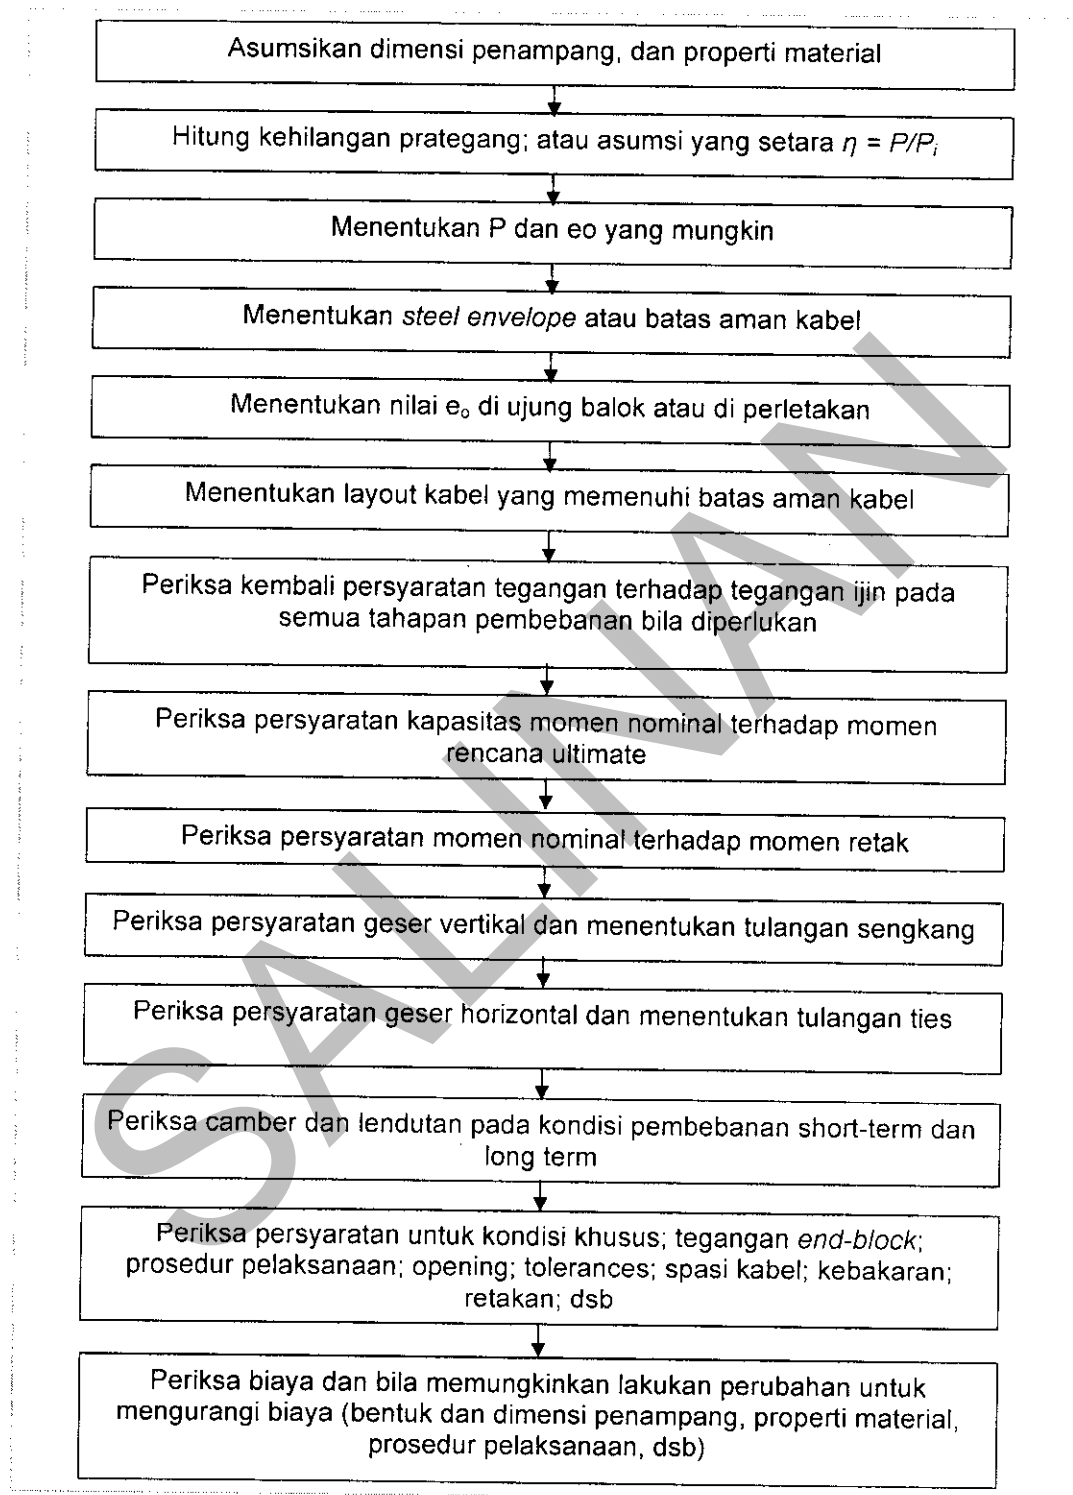 Asumsikan dimensi penampang, dan properti material
Hitung kehilangan prategang; atau asumsi yang setara η = P/Pᵢ
Menentukan P dan eo yang mungkin
Menentukan steel envelope atau batas aman kabel
Menentukan nilai eₒ di ujung balok atau di perletakan
Menentukan layout kabel yang memenuhi batas aman kabel
Periksa kembali persyaratan tegangan terhadap tegangan ijin pada
semua tahapan pembebanan bila diperlukan
Periksa persyaratan kapasitas momen nominal terhadap momen
rencana ultimate
Periksa persyaratan momen nominal terhadap momen retak
Periksa persyaratan geser vertikal dan menentukan tulangan sengkang
Periksa persyaratan geser horizontal dan menentukan tulangan ties
Periksa camber dan lendutan pada kondisi pembebanan short-term dan
long term
Periksa persyaratan untuk kondisi khusus; tegangan end-block;
prosedur pelaksanaan; opening; tolerances; spasi kabel; kebakaran;
retakan; dsb
Periksa biaya dan bila memungkinkan lakukan perubahan untuk
mengurangi biaya (bentuk dan dimensi penampang, properti material,
prosedur pelaksanaan, dsb)
SALINAN